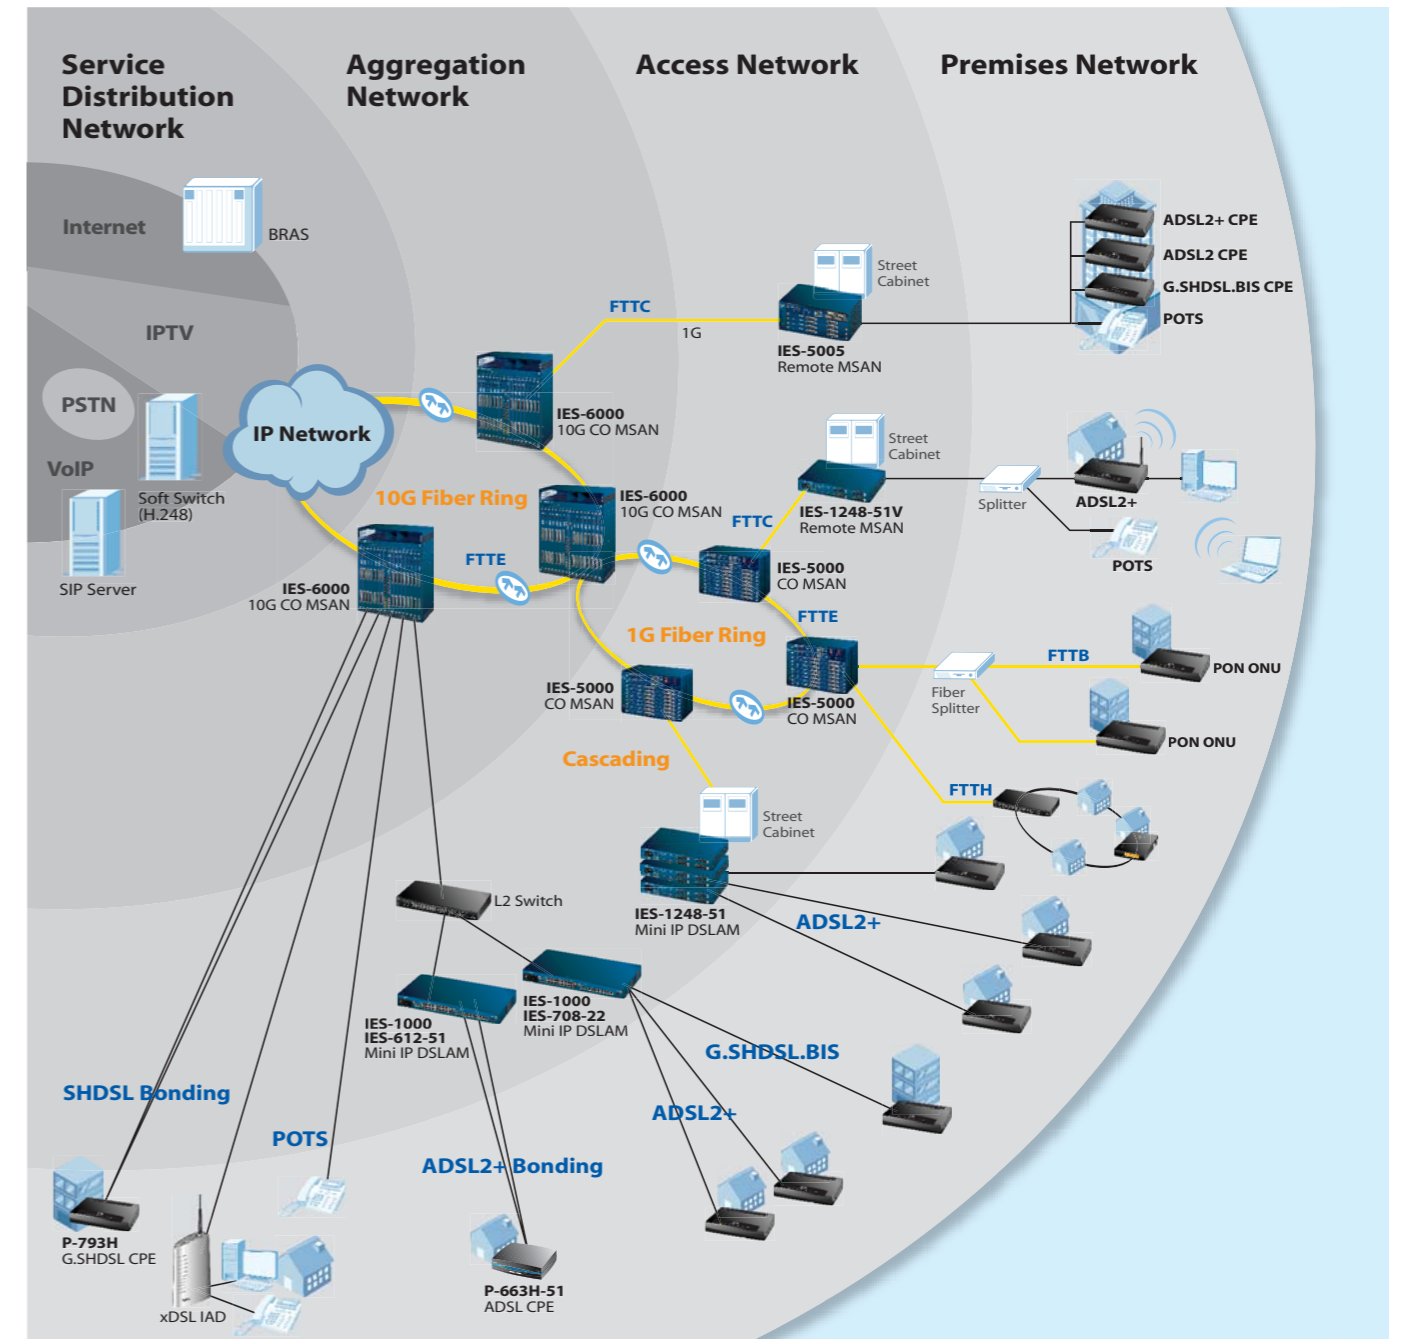 Service
Distribution
Network
Aggregation
Network
Access Network
Premises Network
Internet
BRAS
IPTV
PSTN
VoIP
Soft Switch
(H.248)
SIP Server
IP Network
10G Fiber Ring
FTTE
IES-6000
10G CO MSAN
IES-6000
10G CO MSAN
IES-6000
10G CO MSAN
FTTC
1G
Street
Cabinet
IES-5005
Remote MSAN
ADSL2+ CPE
ADSL2 CPE
G.SHDSL.BIS CPE
POTS
Street
Cabinet
IES-1248-51V
Remote MSAN
FTTC
Splitter
ADSL2+
POTS
IES-5000
CO MSAN
FTTE
1G Fiber Ring
IES-5000
CO MSAN
IES-5000
CO MSAN
Fiber
Splitter
FTTB
PON ONU
PON ONU
FTTH
Cascading
Street
Cabinet
IES-1248-51
Mini IP DSLAM
ADSL2+
L2 Switch
IES-1000
IES-708-22
Mini IP DSLAM
IES-1000
IES-612-51
Mini IP DSLAM
G.SHDSL.BIS
ADSL2+
SHDSL Bonding
POTS
ADSL2+ Bonding
P-793H
G.SHDSL CPE
xDSL IAD
P-663H-51
ADSL CPE